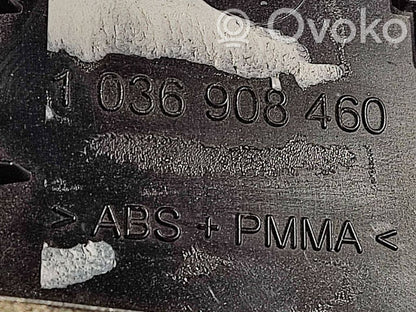 Ovoko
1 036 908 460
> ABS + PMMA <